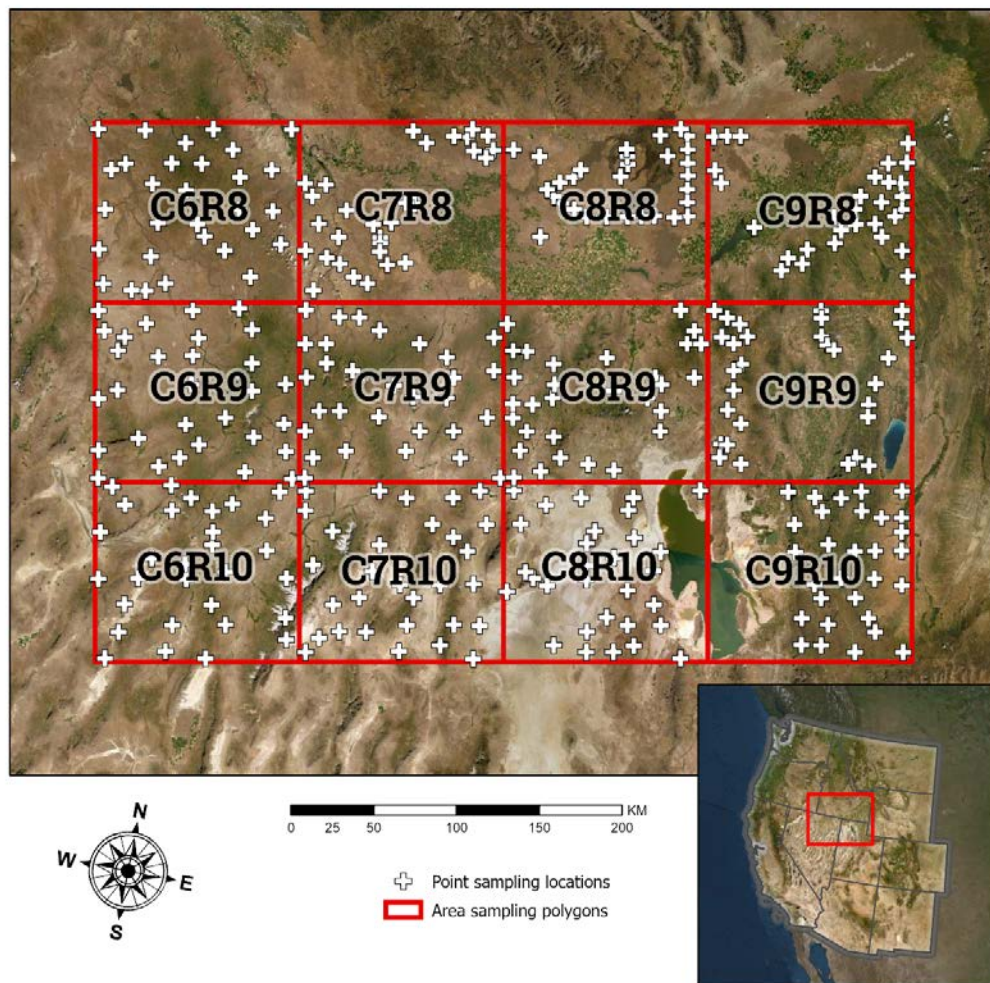 C6R8
C7R8
C8R8
C9R8
C6R9
C7R9
C8R9
C9R9
C6R10
C7R10
C8R10
C9R10
N
W
E
S
KM
0 25 50 100 150 200
Point sampling locations
Area sampling polygons